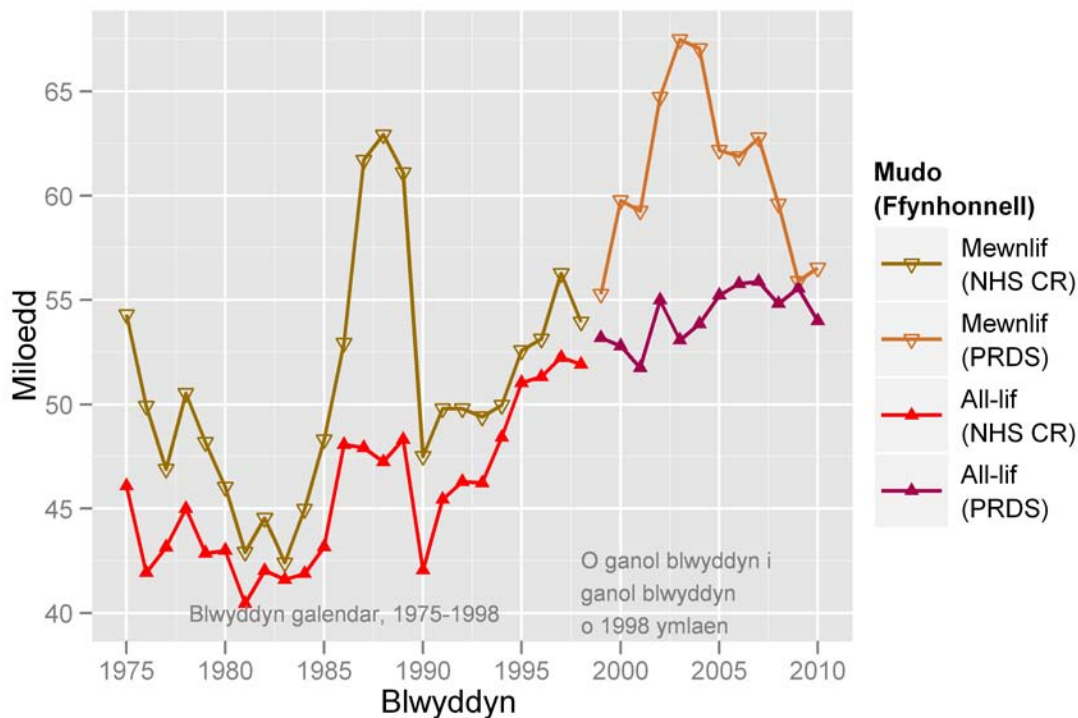 65
60
55
50
45
40
Miloedd
1975
1980
1985
1990
1995
2000
2005
2010
Blwyddyn
Blwyddyn galendar, 1975-1998
O ganol blwyddyn i
ganol blwyddyn
o 1998 ymlaen
Mudo
(Ffynhonnell)
Mewnlif
(NHS CR)
Mewnlif
(PRDS)
All-lif
(NHS CR)
All-lif
(PRDS)